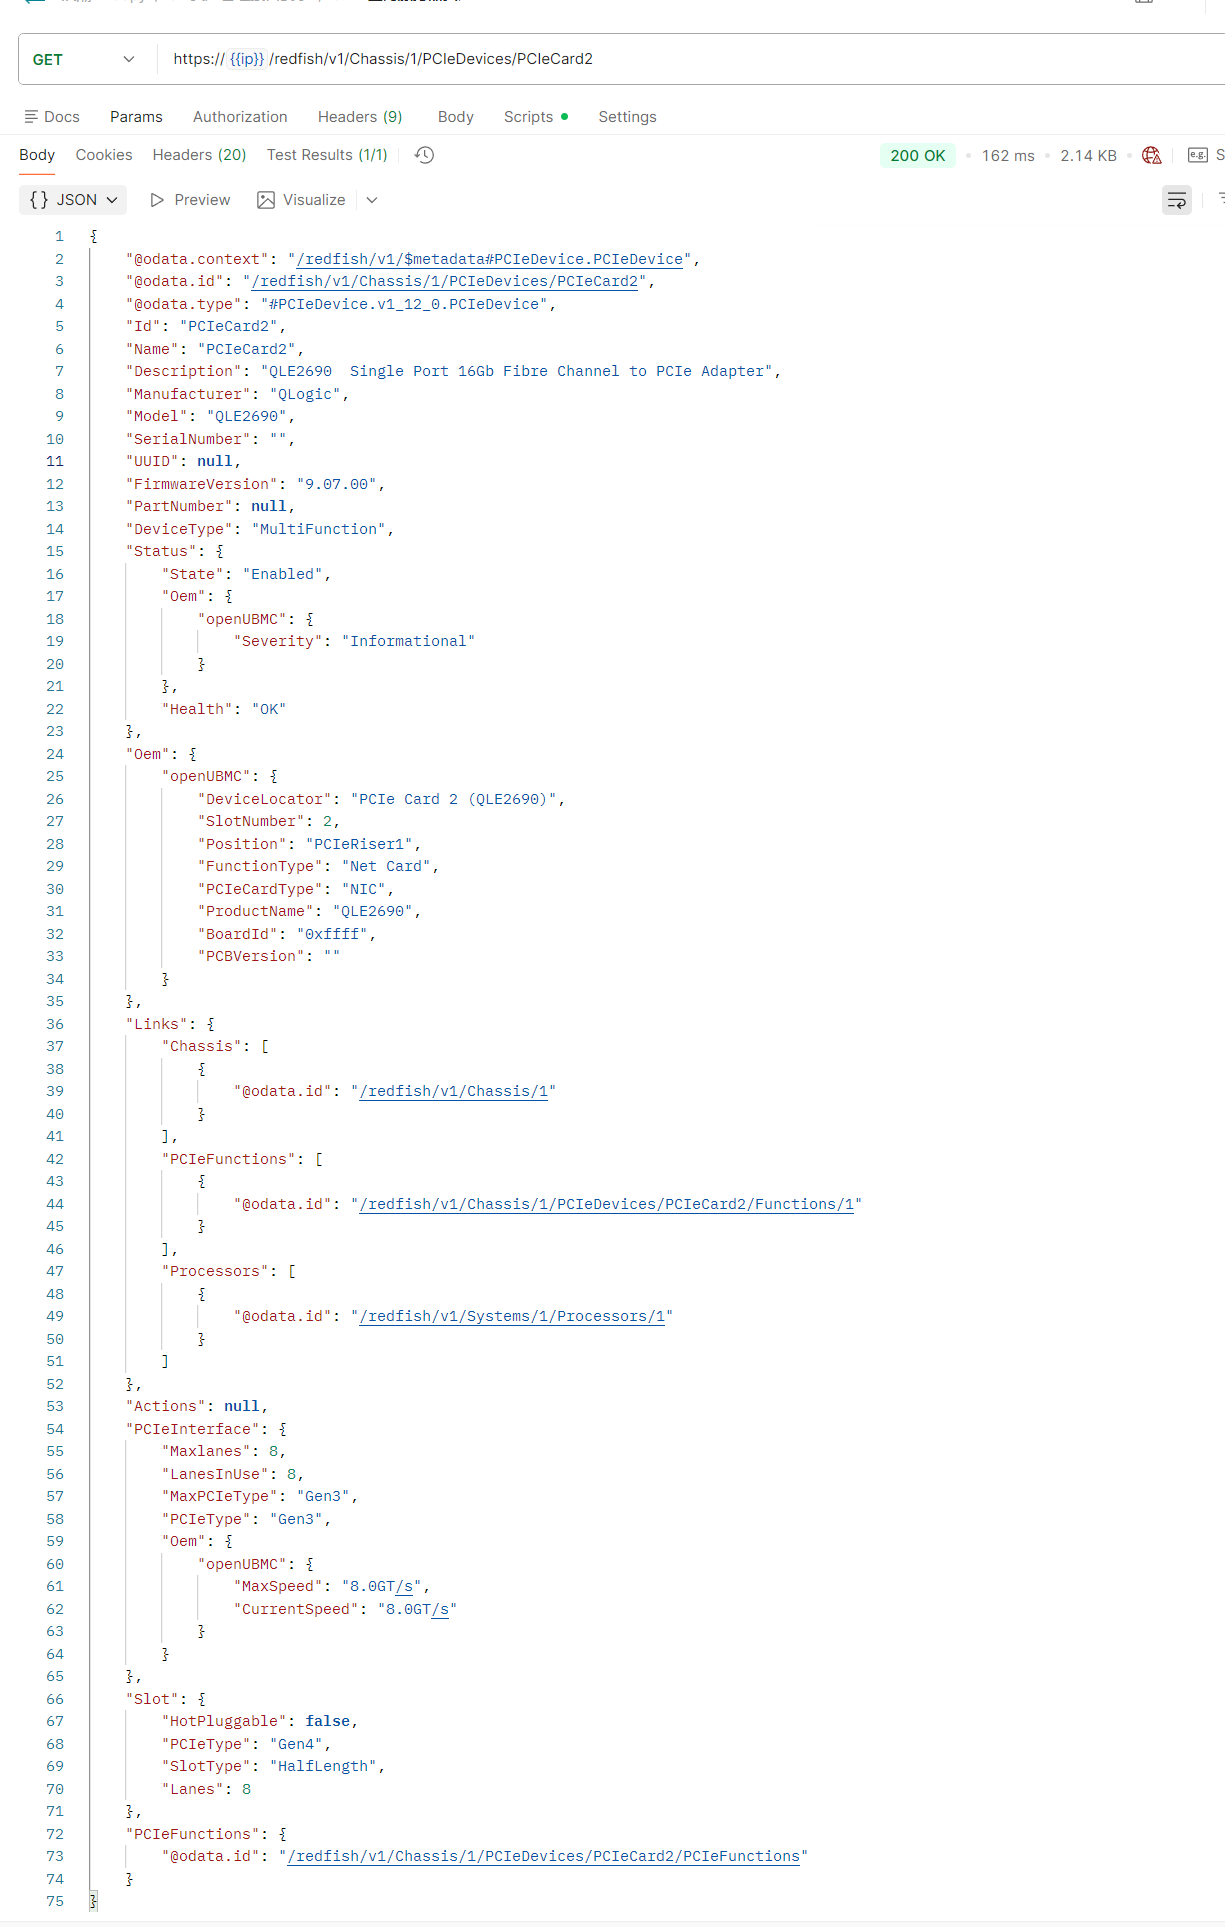 GET https://{{ip}}/redfish/v1/Chassis/1/PCIeDevices/PCIeCard2
Docs Params Authorization Headers (9) Body Scripts Settings
Body Cookies Headers (20) Test Results (1/1) 200 OK 162 ms 2.14 KB e.g. S
{} JSON Preview Visualize
1 {
2 "@odata.context": "/redfish/v1/$metadata#PCIeDevice.PCIeDevice",
3 "@odata.id": "/redfish/v1/Chassis/1/PCIeDevices/PCIeCard2",
4 "@odata.type": "#PCIeDevice.v1_12_0.PCIeDevice",
5 "Id": "PCIeCard2",
6 "Name": "PCIeCard2",
7 "Description": "QLE2690  Single Port 16Gb Fibre Channel to PCIe Adapter",
8 "Manufacturer": "QLogic",
9 "Model": "QLE2690",
10 "SerialNumber": "",
11 "UUID": null,
12 "FirmwareVersion": "9.07.00",
13 "PartNumber": null,
14 "DeviceType": "MultiFunction",
15 "Status": {
16 "State": "Enabled",
17 "Oem": {
18 "openUBMC": {
19 "Severity": "Informational"
20 }
21 },
22 "Health": "OK"
23 },
24 "Oem": {
25 "openUBMC": {
26 "DeviceLocator": "PCIe Card 2 (QLE2690)",
27 "SlotNumber": 2,
28 "Position": "PCIeRiser1",
29 "FunctionType": "Net Card",
30 "PCIeCardType": "NIC",
31 "ProductName": "QLE2690",
32 "BoardId": "0xffff",
33 "PCBVersion": ""
34 }
35 },
36 "Links": {
37 "Chassis": [
38 {
39 "@odata.id": "/redfish/v1/Chassis/1"
40 }
41 ],
42 "PCIeFunctions": [
43 {
44 "@odata.id": "/redfish/v1/Chassis/1/PCIeDevices/PCIeCard2/Functions/1"
45 }
46 ],
47 "Processors": [
48 {
49 "@odata.id": "/redfish/v1/Systems/1/Processors/1"
50 }
51 ]
52 },
53 "Actions": null,
54 "PCIeInterface": {
55 "Maxlanes": 8,
56 "LanesInUse": 8,
57 "MaxPCIeType": "Gen3",
58 "PCIeType": "Gen3",
59 "Oem": {
60 "openUBMC": {
61 "MaxSpeed": "8.0GT/s",
62 "CurrentSpeed": "8.0GT/s"
63 }
64 }
65 },
66 "Slot": {
67 "HotPluggable": false,
68 "PCIeType": "Gen4",
69 "SlotType": "HalfLength",
70 "Lanes": 8
71 },
72 "PCIeFunctions": {
73 "@odata.id": "/redfish/v1/Chassis/1/PCIeDevices/PCIeCard2/PCIeFunctions"
74 }
75 }